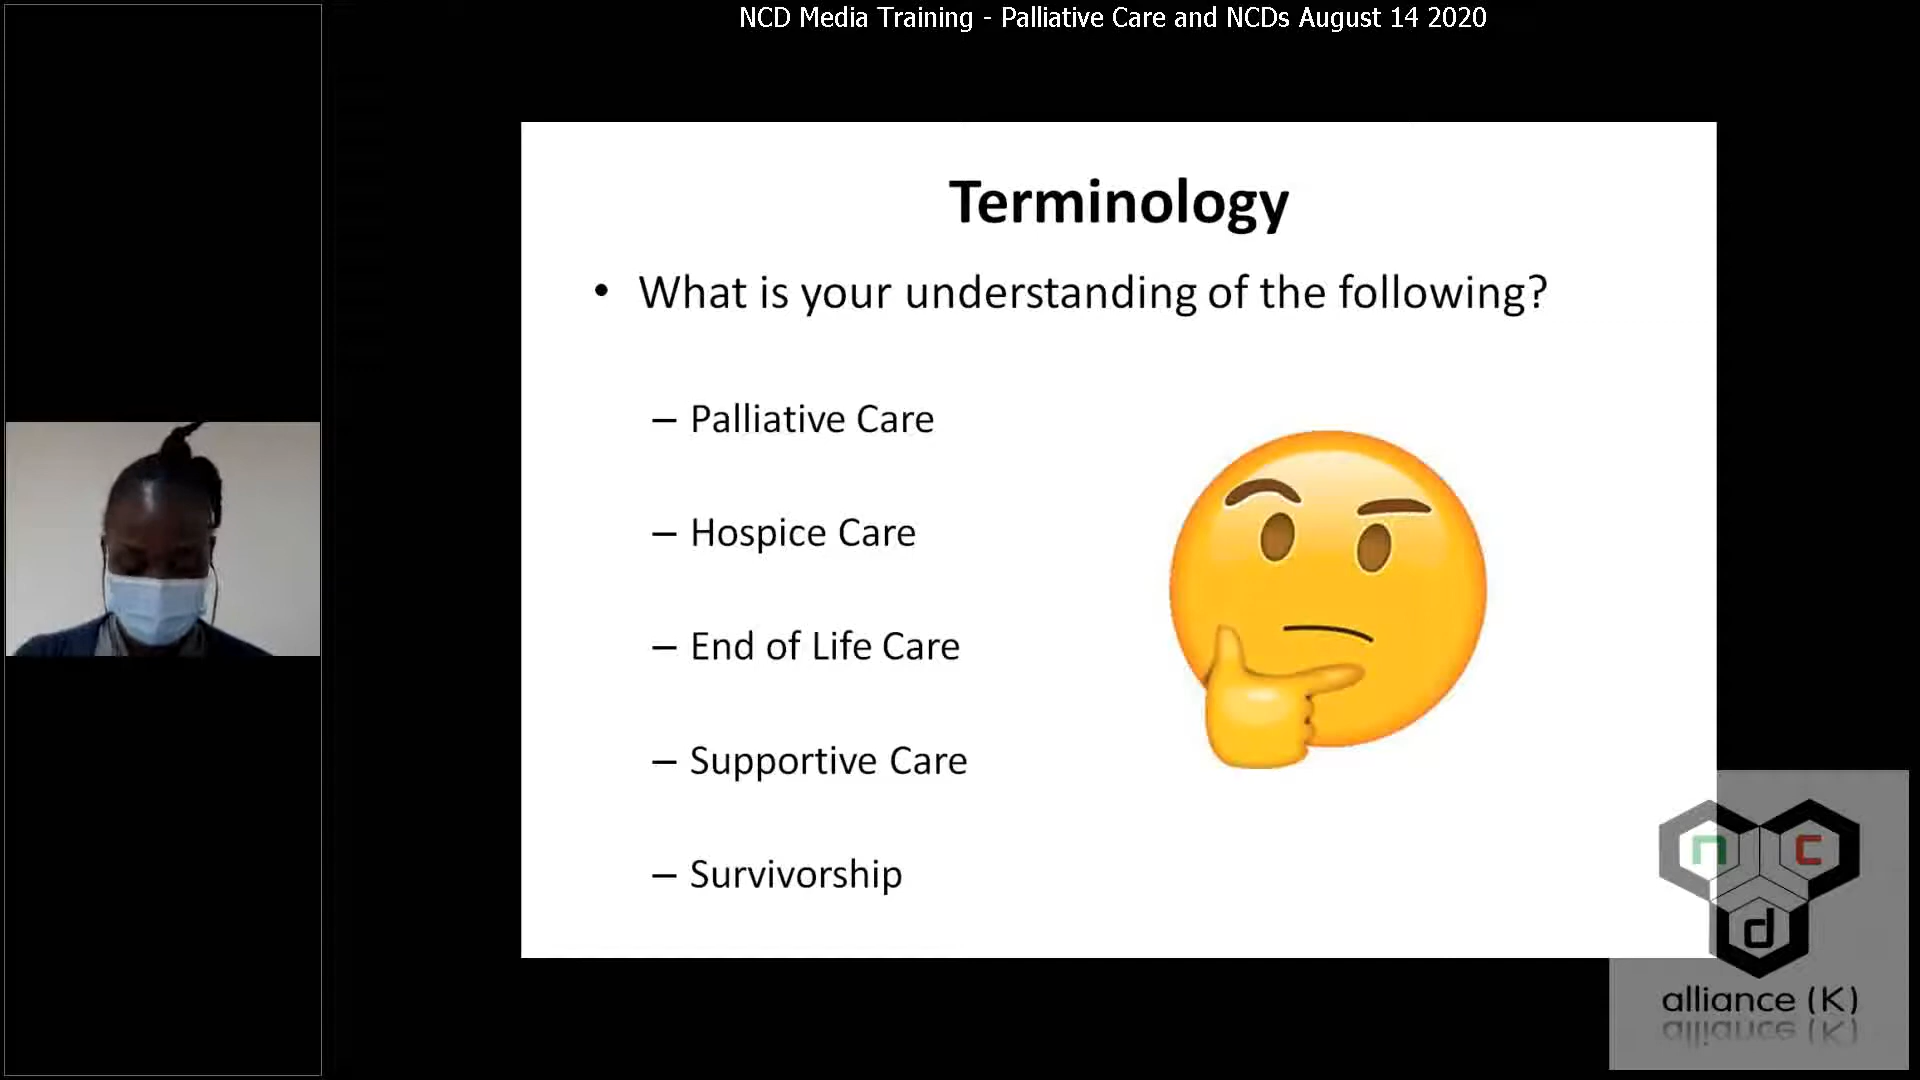 NCD Media Training - Palliative Care and NCDs August 14 2020
Terminology
• What is your understanding of the following?
– Palliative Care
– Hospice Care
– End of Life Care
– Supportive Care
– Survivorship
n c
d
alliance (K)